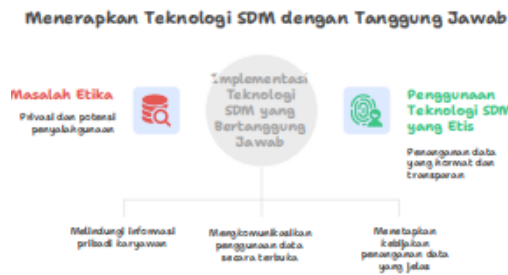 Menerapkan Teknologi SDM dengan Tanggung Jawab
Masalah Etika
Privasi dan potensi
penyalahgunaan
Implementasi
Teknologi
SDM yang
Bertanggung
Jawab
Penggunaan
Teknologi SDM
yang Etis
Penanganan data
yang hormat dan
transparan
Melindungi informasi
pribadi karyawan
Mengkomunikasikan
penggunaan data
secara terbuka
Menetapkan
kebijakan
penanganan data
yang jelas